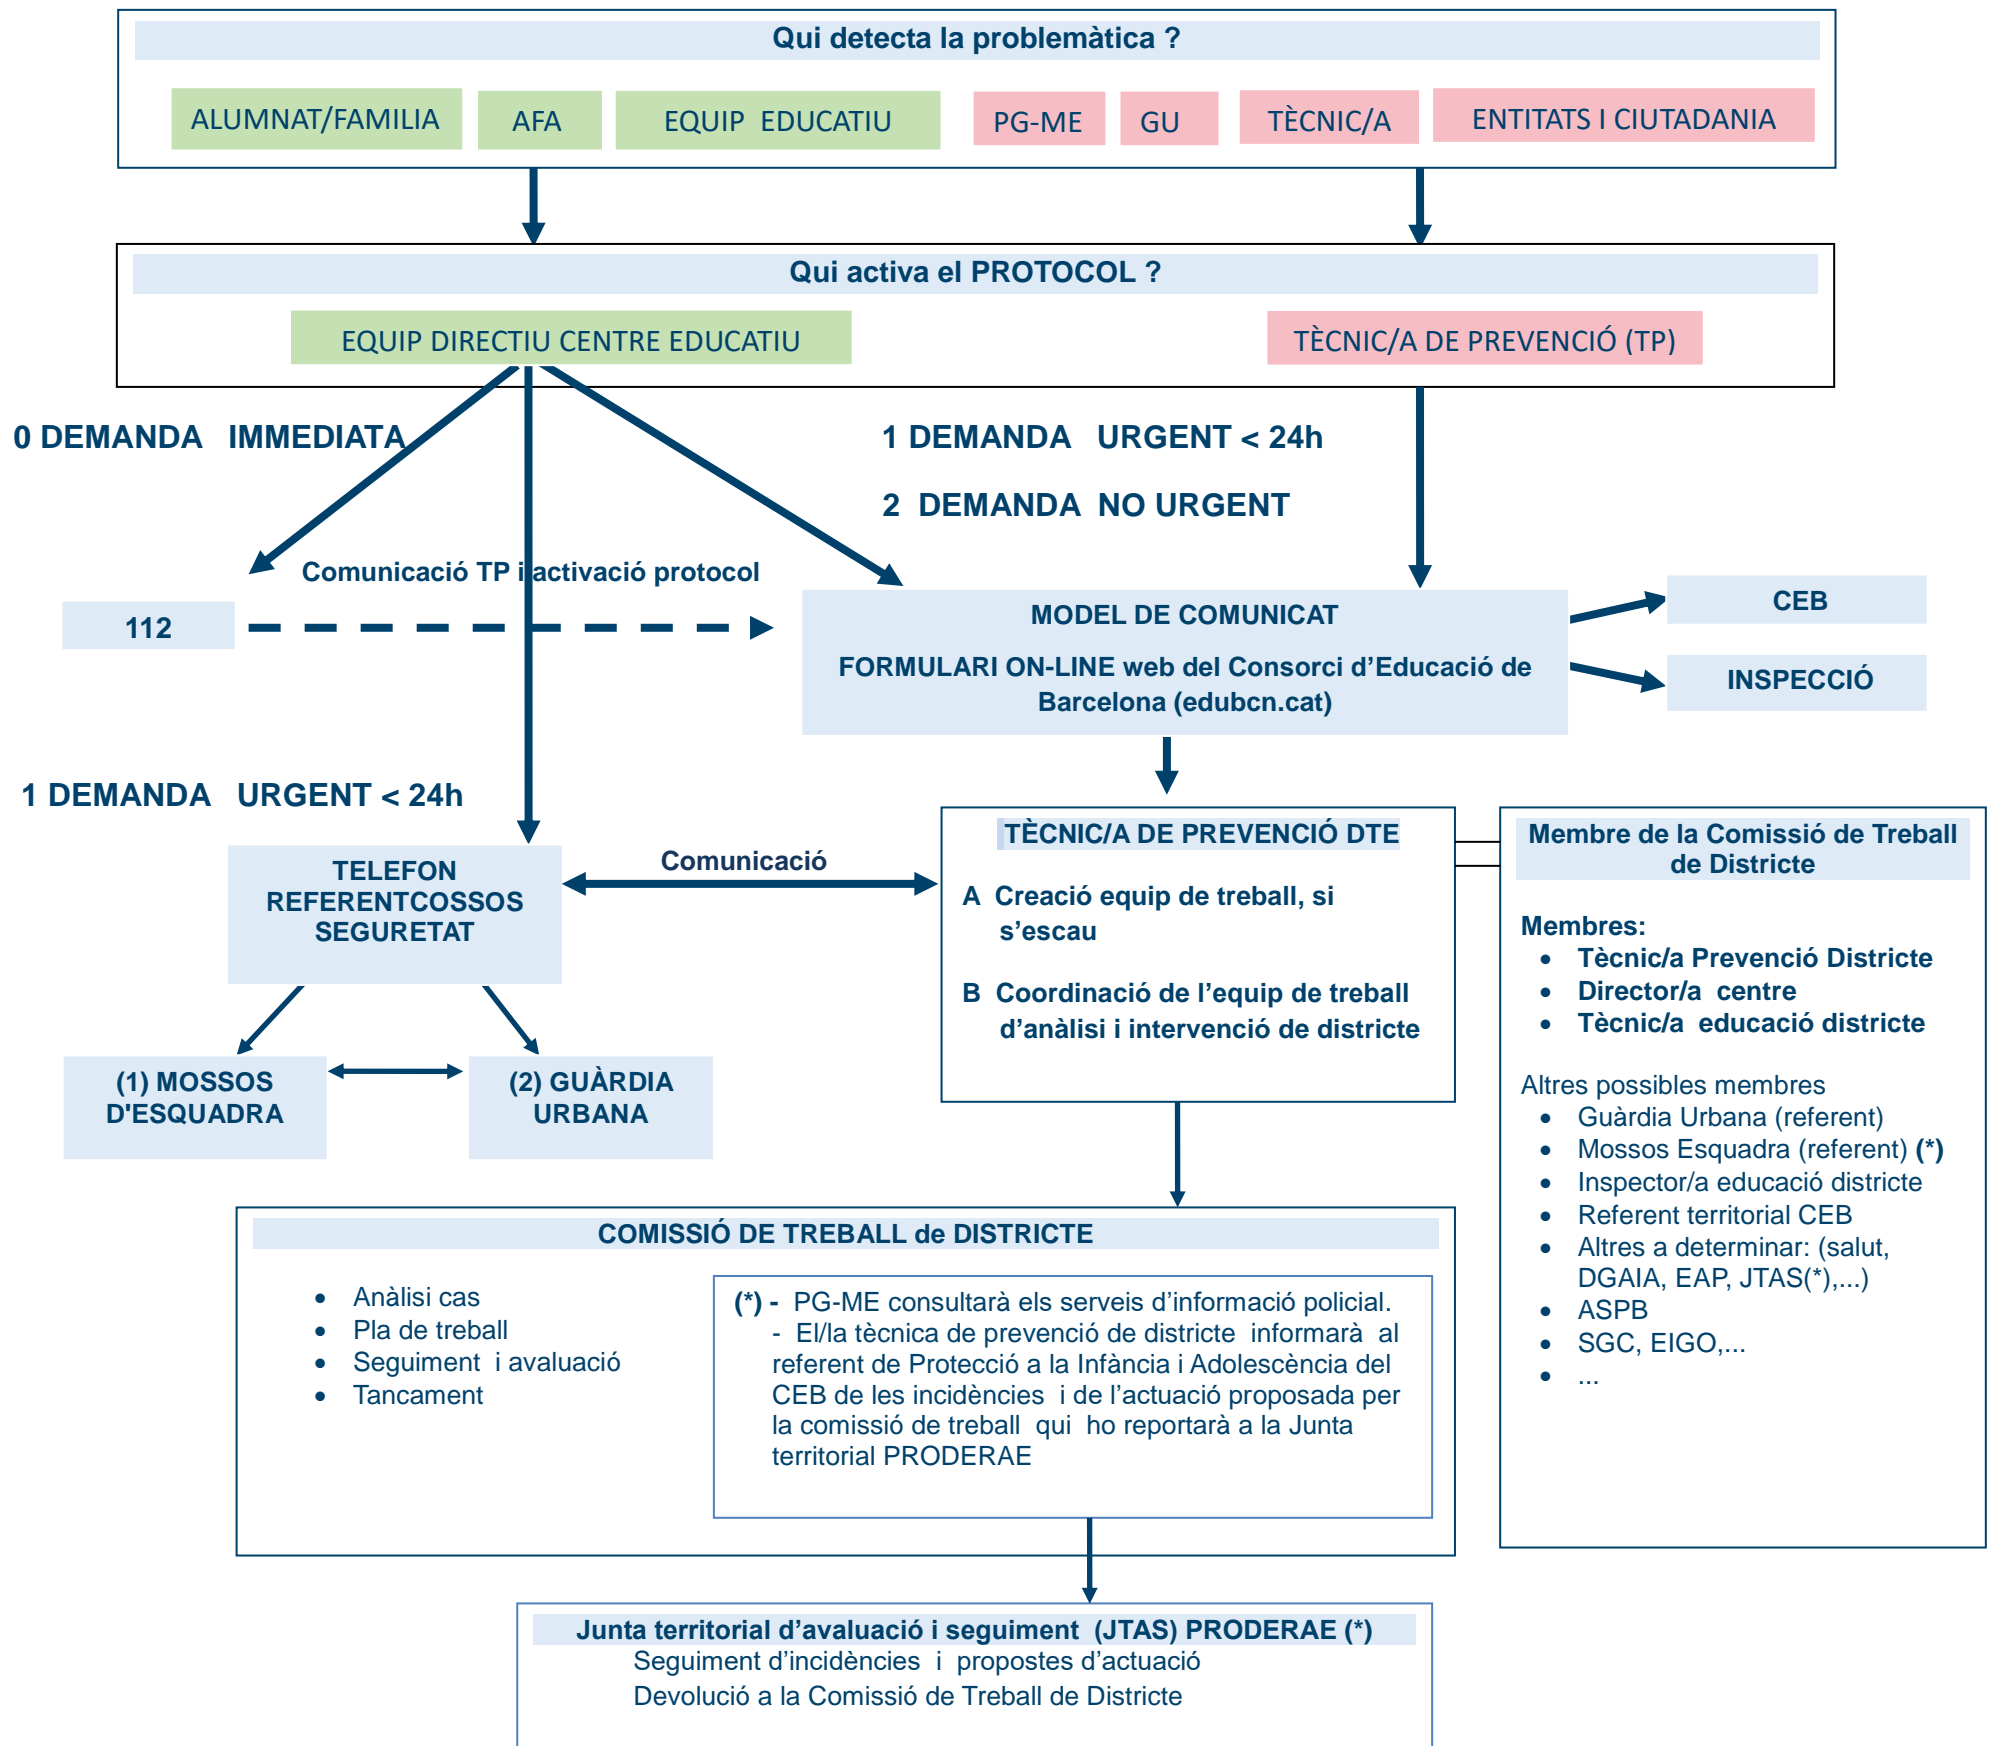 Qui detecta la problemàtica ?
ALUMNAT/FAMILIA
AFA
EQUIP EDUCATIU
PG-ME
GU
TÈCNIC/A
ENTITATS I CIUTADANIA
Qui activa el PROTOCOL ?
EQUIP DIRECTIU CENTRE EDUCATIU
TÈCNIC/A DE PREVENCIÓ (TP)
0 DEMANDA IMMEDIATA
1 DEMANDA URGENT < 24h
2 DEMANDA NO URGENT
Comunicació TP i activació protocol
112
MODEL DE COMUNICAT
FORMULARI ON-LINE web del Consorci d’Educació de
Barcelona (edubcn.cat)
CEB
INSPECCIÓ
1 DEMANDA URGENT < 24h
TELEFON
REFERENTCOSSOS
SEGURETAT
Comunicació
(1) MOSSOS
D'ESQUADRA
(2) GUÀRDIA
URBANA
TÈCNIC/A DE PREVENCIÓ DTE
A Creació equip de treball, si
s’escau
B Coordinació de l’equip de treball
d’anàlisi i intervenció de districte
Membre de la Comissió de Treball
de Districte
Membres:
• Tècnic/a Prevenció Districte
• Director/a centre
• Tècnic/a educació districte
Altres possibles membres
• Guàrdia Urbana (referent)
• Mossos Esquadra (referent) (*)
• Inspector/a educació districte
• Referent territorial CEB
• Altres a determinar: (salut,
DGAIA, EAP, JTAS(*),...)
• ASPB
• SGC, EIGO,...
• ...
COMISSIÓ DE TREBALL de DISTRICTE
• Anàlisi cas
• Pla de treball
• Seguiment i avaluació
• Tancament
(*) - PG-ME consultarà els serveis d’informació policial.
- El/la tècnica de prevenció de districte informarà al
referent de Protecció a la Infància i Adolescència del
CEB de les incidències i de l’actuació proposada per
la comissió de treball qui ho reportarà a la Junta
territorial PRODERAE
Junta territorial d’avaluació i seguiment (JTAS) PRODERAE (*)
Seguiment d’incidències i propostes d’actuació
Devolució a la Comissió de Treball de Districte